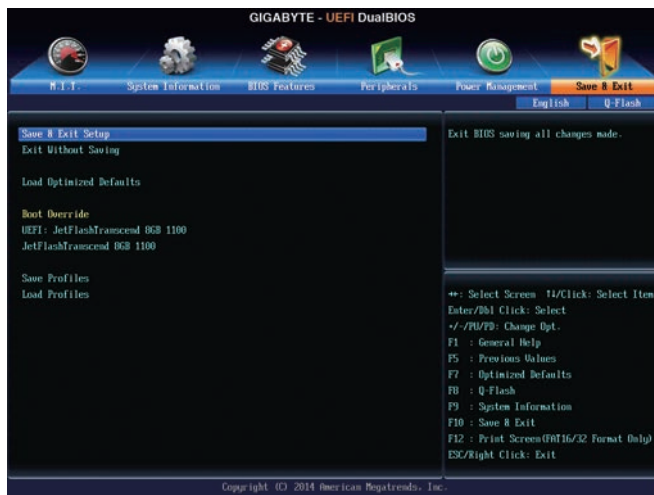 GIGABYTE - UEFI DualBIOS
M.I.T.
System Information
BIOS Features
Peripherals
Power Management
Save & Exit
English
Q-Flash
Save & Exit Setup
Exit Without Saving
Load Optimized Defaults
Boot Override
UEFI: JetFlashTranscend 8GB 1100
JetFlashTranscend 8GB 1100
Save Profiles
Load Profiles
Exit BIOS saving all changes made.
↔: Select Screen ↑↓/Click: Select Item
Enter/Dbl Click: Select
+/-/PU/PD: Change Opt.
F1 : General Help
F5 : Previous Values
F7 : Optimized Defaults
F8 : Q-Flash
F9 : System Information
F10 : Save & Exit
F12 : Print Screen(FAT16/32 Format Only)
ESC/Right Click: Exit
Copyright (C) 2014 American Megatrends, Inc.